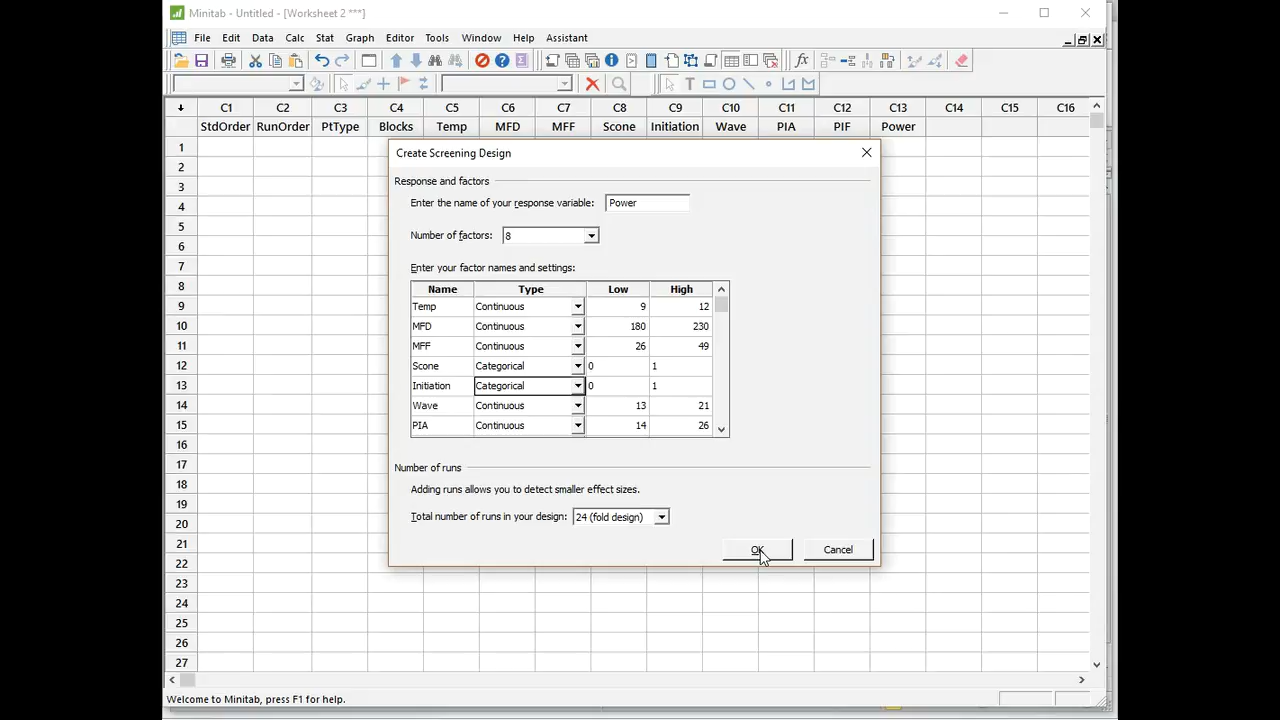 Minitab - Untitled - [Worksheet 2 ***]
File Edit Data Calc Stat Graph Editor Tools Window Help Assistant
C1 C2 C3 C4 C5 C6 C7 C8 C9 C10 C11 C12 C13 C14 C15 C16
StdOrder RunOrder PtType Blocks Temp MFD MFF Scone Initiation Wave PIA PIF Power
1
2
3
4
5
6
7
8
9
10
11
12
13
14
15
16
17
18
19
20
21
22
23
24
25
26
27
Create Screening Design
Response and factors
Enter the name of your response variable: Power
Number of factors: 8
Enter your factor names and settings:
Name Type Low High
Temp Continuous 9 12
MFD Continuous 180 230
MFF Continuous 26 49
Scone Categorical 0 1
Initiation Categorical 0 1
Wave Continuous 13 21
PIA Continuous 14 26
Number of runs
Adding runs allows you to detect smaller effect sizes.
Total number of runs in your design: 24 (fold design)
OK Cancel
Welcome to Minitab, press F1 for help.